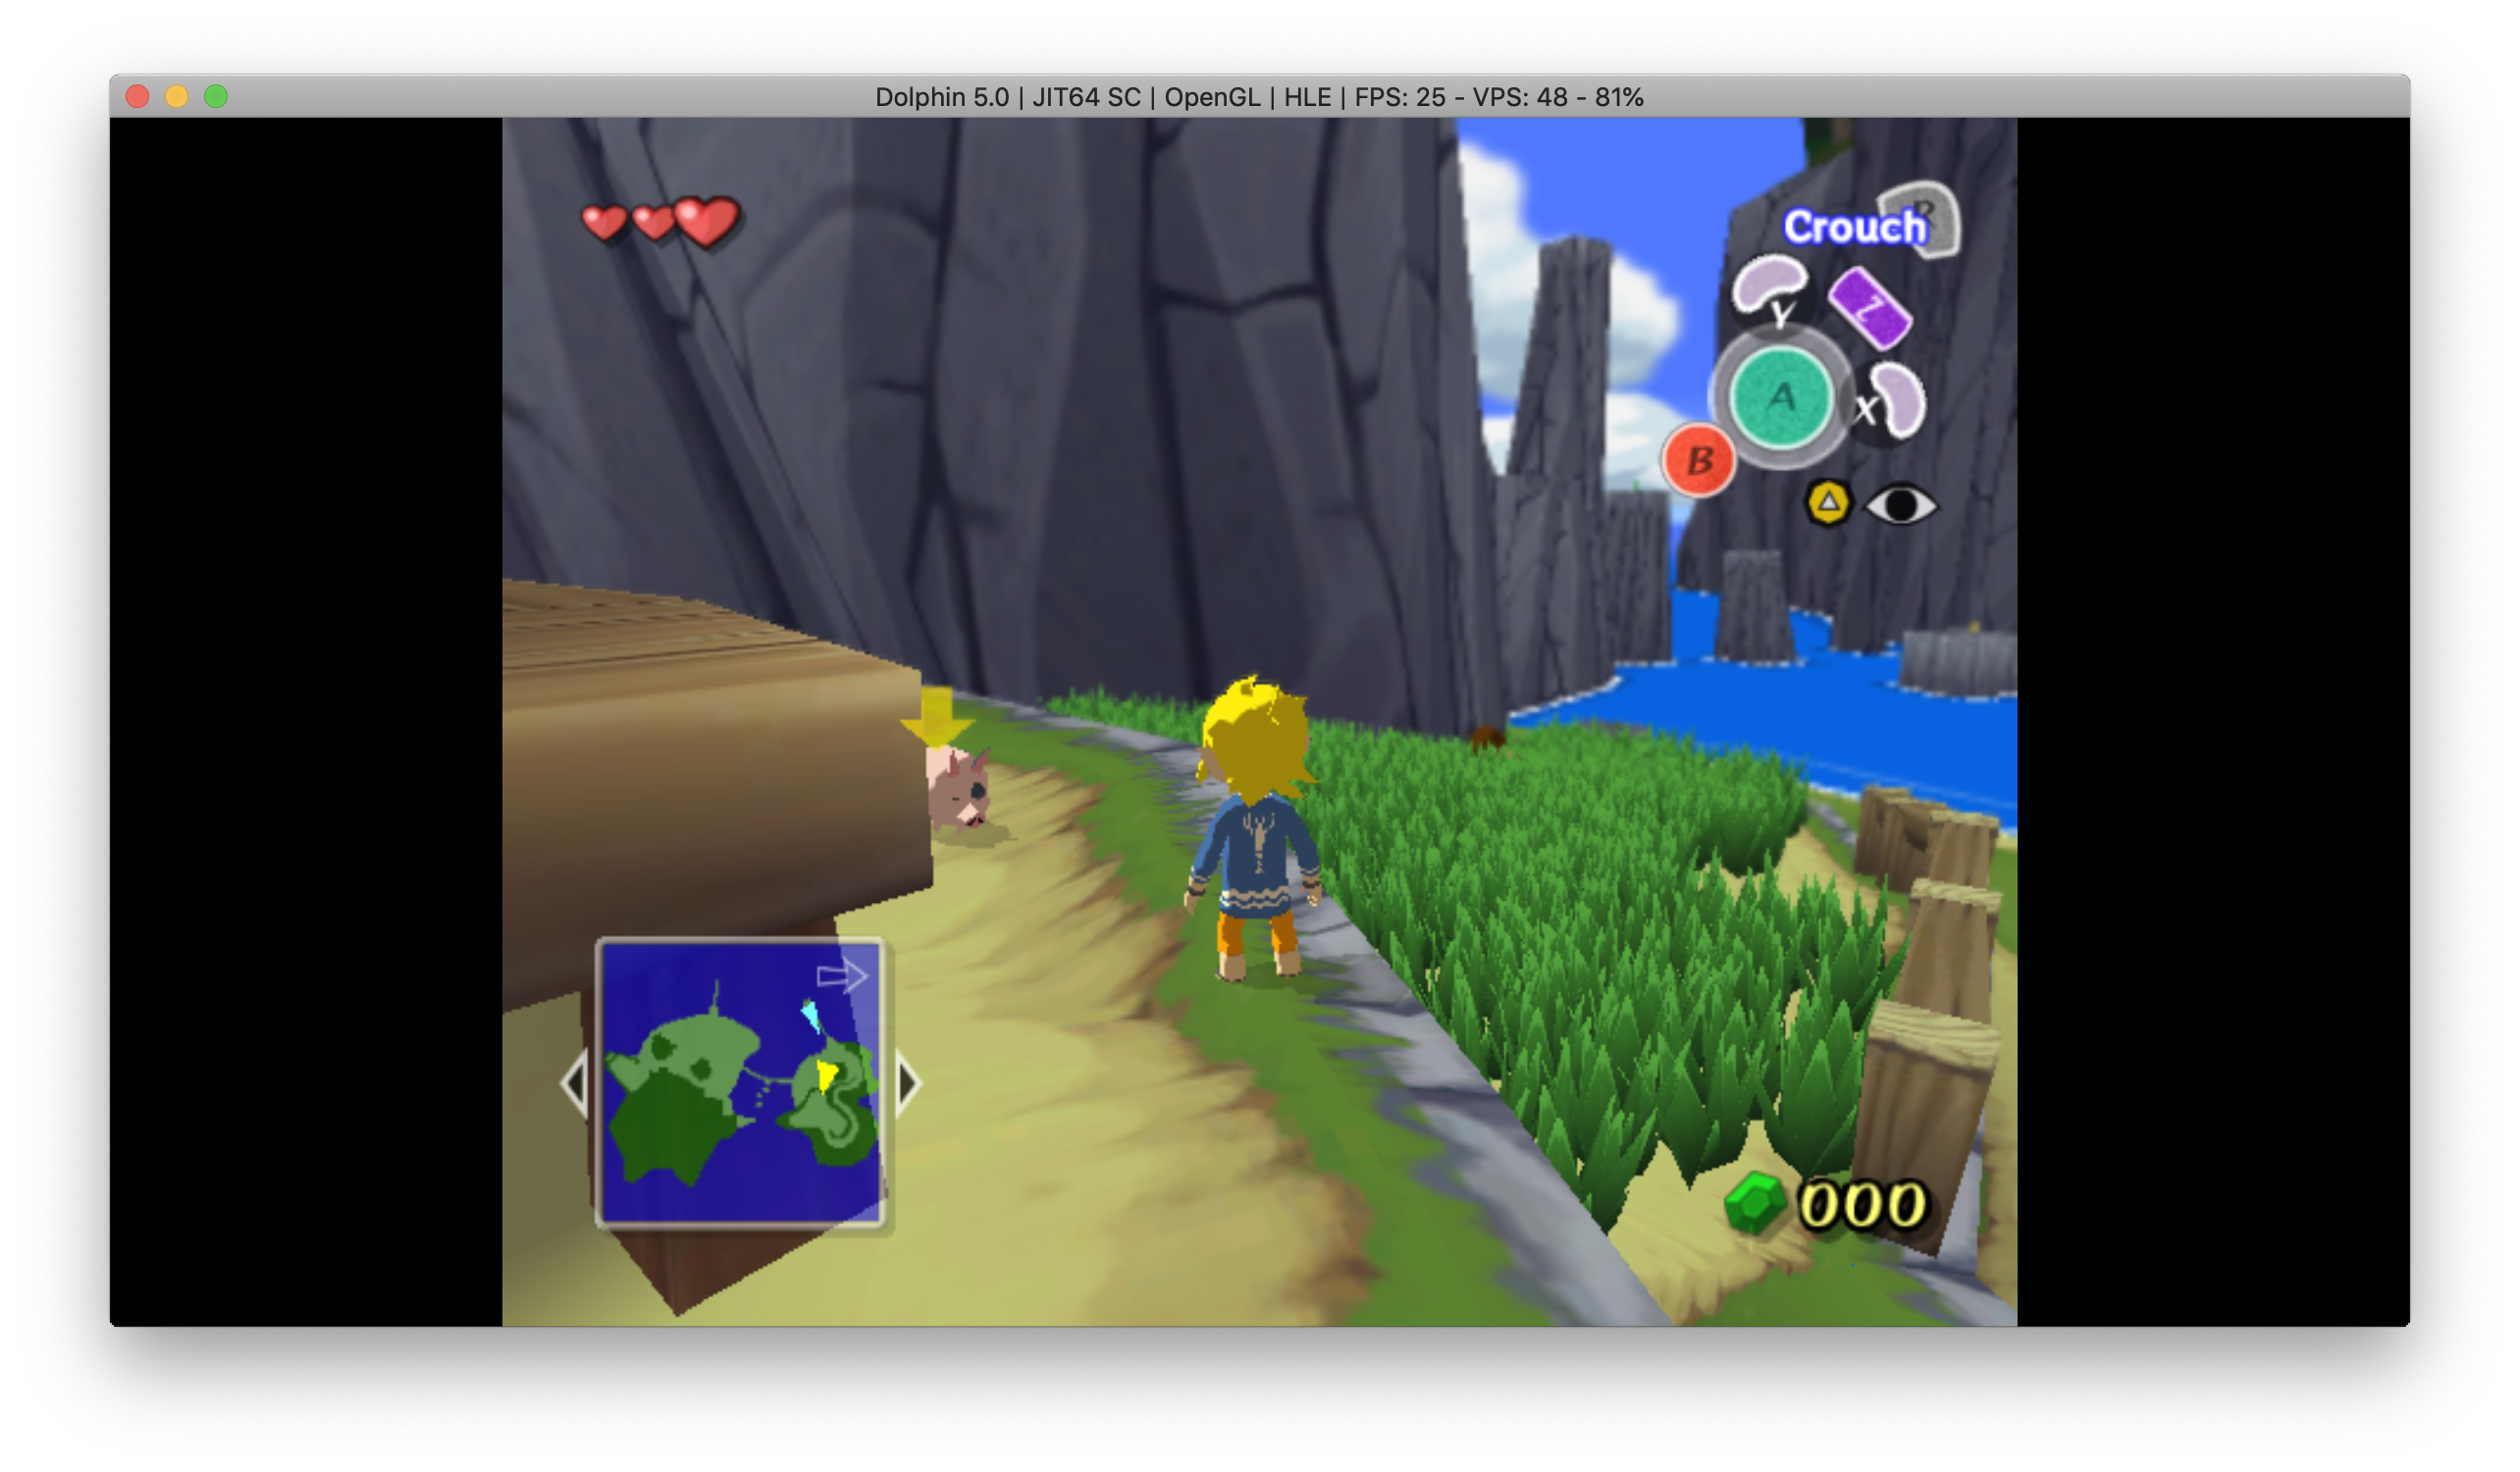 Dolphin 5.0 | JIT64 SC | OpenGL | HLE | FPS: 25 - VPS: 48 - 81%
R
Crouch
Y
Z
A
X
B
000